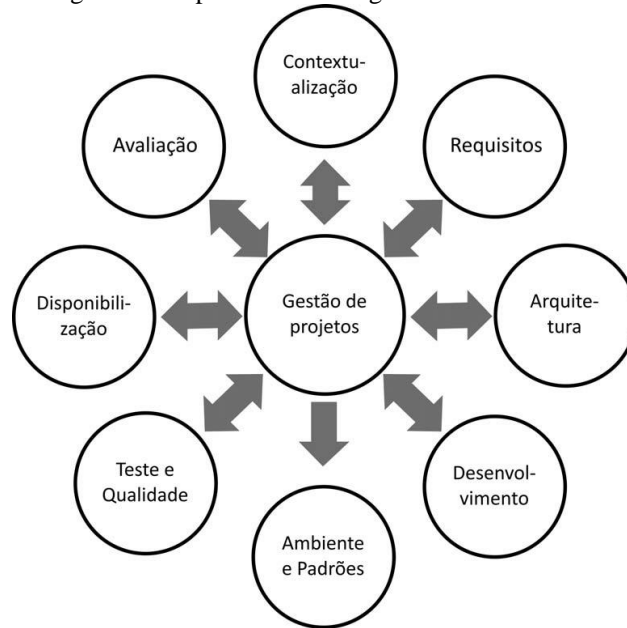 Contextu-
alização
Avaliação
Requisitos
Disponibili-
zação
Gestão de
projetos
Arquite-
tura
Teste e
Qualidade
Desenvol-
vimento
Ambiente
e Padrões